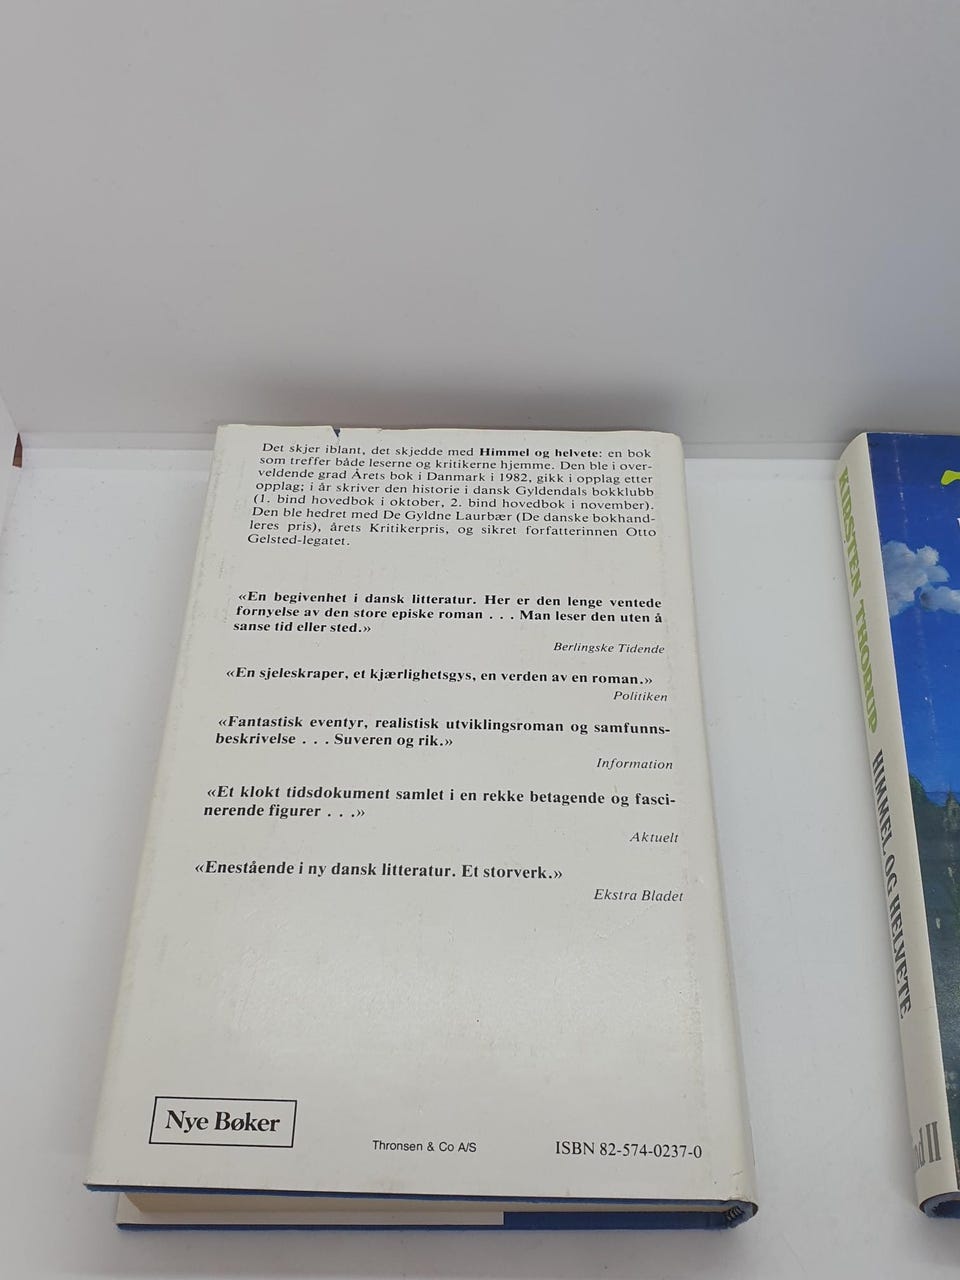 Det skjer iblant, det skjedde med Himmel og helvete: en bok
som treffer både leserne og kritikerne hjemme. Den ble i over-
veldende grad Årets bok i Danmark i 1982, gikk i opplag etter
opplag; i år skriver den historie i dansk Gyldendals bokklubb
(1. bind hovedbok i oktober, 2. bind hovedbok i november).
Den ble hedret med De Gyldne Laurbær (De danske bokhand-
leres pris), årets Kritikerpris, og sikret forfatterinnen Otto
Gelsted-legatet.
«En begivenhet i dansk litteratur. Her er den lenge ventede
fornyelse av den store episke roman . . . Man leser den uten å
sanse tid eller sted.»
Berlingske Tidende
«En sjeleskraper, et kjærlighetsgys, en verden av en roman.»
Politiken
«Fantastisk eventyr, realistisk utviklingsroman og samfunns-
beskrivelse . . . Suveren og rik.»
Information
«Et klokt tidsdokument samlet i en rekke betagende og fasci-
nerende figurer . . .»
Aktuelt
«Enestående i ny dansk litteratur. Et storverk.»
Ekstra Bladet
Nye Bøker
Thronsen & Co A/S
ISBN 82-574-0237-0
KIRSTEN THORUP HIMMEL OG HELVETE
II